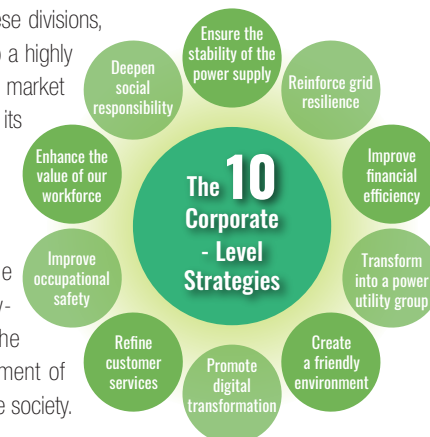 ese divisions,
a highly
market
its
e
y-
he
ment of
e society.
The 10
Corporate
- Level
Strategies
Ensure the
stability of the
power supply
Reinforce grid
resilience
Improve
financial
efficiency
Transform
into a power
utility group
Create
a friendly
environment
Promote
digital
transformation
Refine
customer
services
Improve
occupational
safety
Enhance the
value of our
workforce
Deepen
social
responsibility